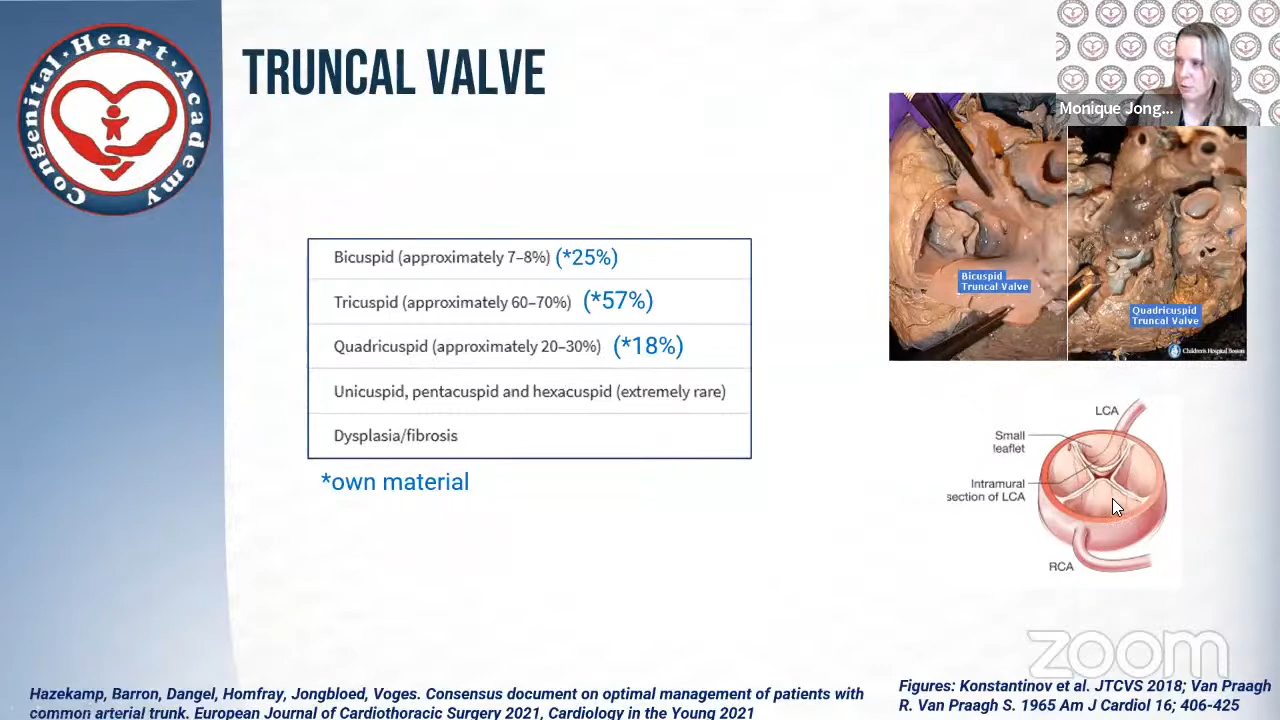 Congenital Heart Academy
TRUNCAL VALVE
Monique Jong...
Bicuspid (approximately 7–8%) (*25%)
Tricuspid (approximately 60–70%) (*57%)
Quadricuspid (approximately 20–30%) (*18%)
Unicuspid, pentacuspid and hexacuspid (extremely rare)
Dysplasia/fibrosis
*own material
Bicuspid
Truncal Valve
Quadricuspid
Truncal Valve
Children's Hospital Boston
LCA
Small
leaflet
Intramural
section of LCA
RCA
zoom
Hazekamp, Barron, Dangel, Homfray, Jongbloed, Voges. Consensus document on optimal management of patients with
common arterial trunk. European Journal of Cardiothoracic Surgery 2021, Cardiology in the Young 2021
Figures: Konstantinov et al. JTCVS 2018; Van Praagh
R. Van Praagh S. 1965 Am J Cardiol 16; 406-425